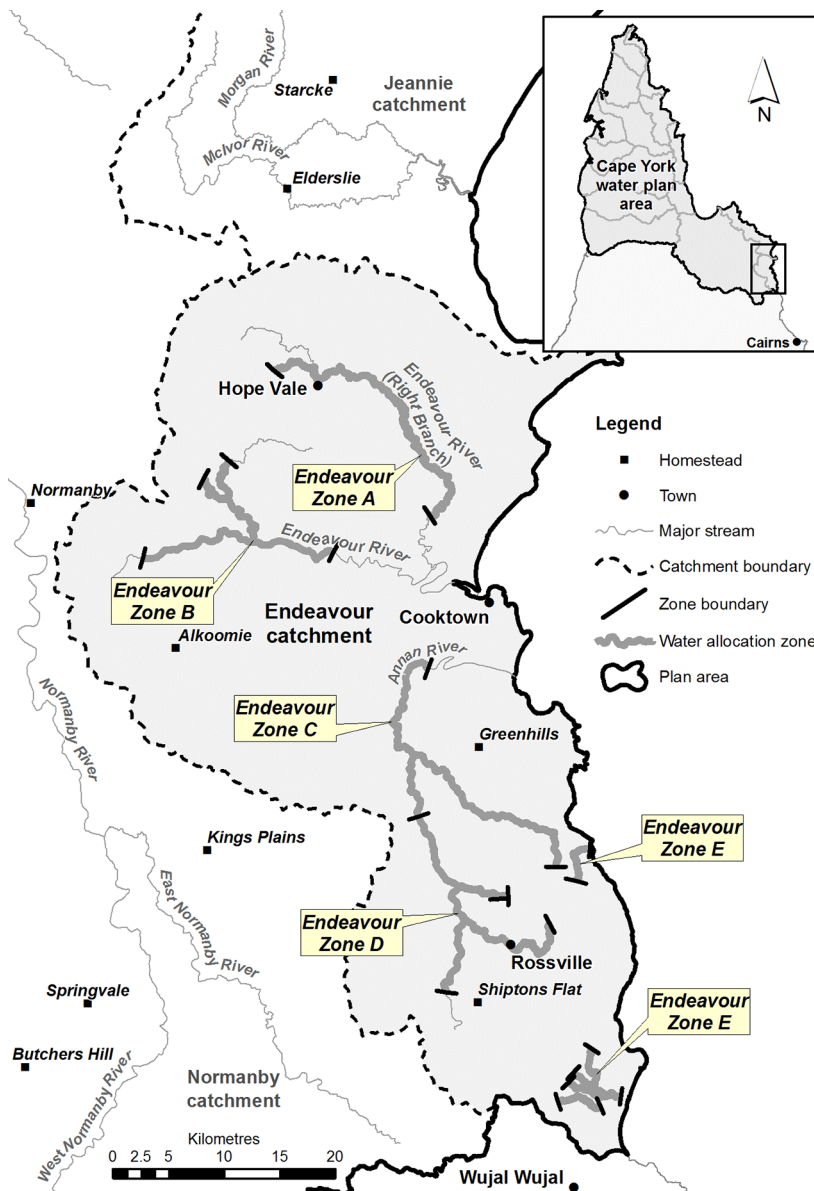 Morgan River
Starcke
Jeannie
catchment
McIvor River
Elderslie
Cape York
water plan
area
N
Cairns
Hope Vale
Endeavour River
(Right Branch)
Endeavour
Zone A
Normanby
Endeavour River
Endeavour
Zone B
Endeavour
catchment
Cooktown
Alkoomie
Annan River
Normanby River
Endeavour
Zone C
Greenhills
Legend
Homestead
Town
Major stream
Catchment boundary
Zone boundary
Water allocation zone
Plan area
Kings Plains
Endeavour
Zone E
East Normanby River
Endeavour
Zone D
Rossville
Springvale
Shiptons Flat
Endeavour
Zone E
Butchers Hill
West Normanby River
Normanby
catchment
Kilometres
0 2.5 5 10 15 20
Wujal Wujal